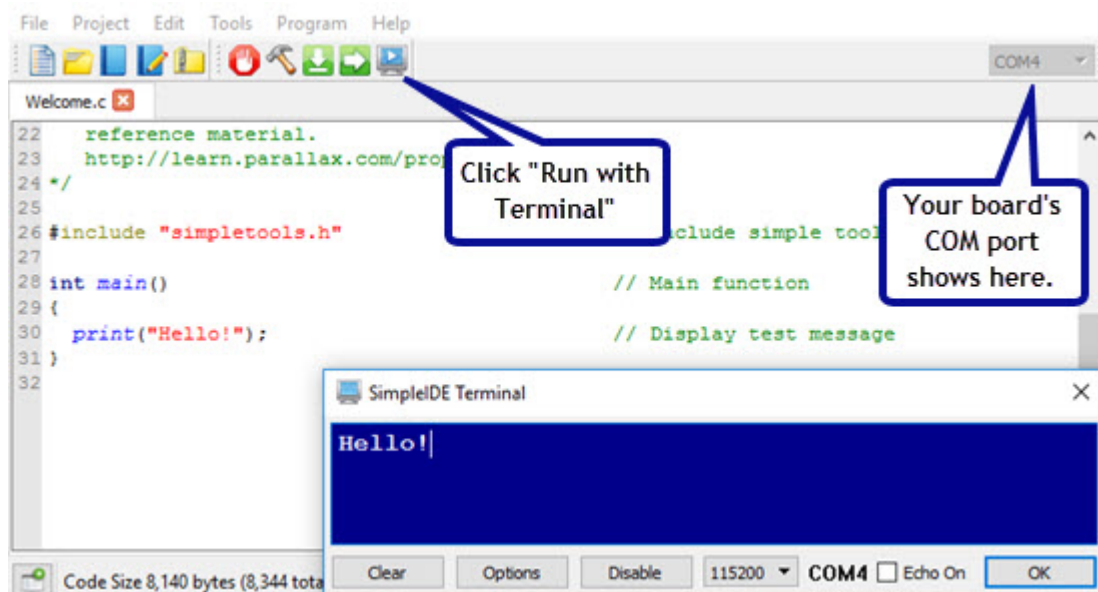 File Project Edit Tools Program Help
COM4
Welcome.c
22 reference material.
23 http://learn.parallax.com/pro
24 */
25
26 #include "simpletools.h" clude simple tool
27
28 int main() // Main function
29 {
30 print("Hello!"); // Display test message
31 }
32
Click "Run with
Terminal"
Your board's
COM port
shows here.
SimpleIDE Terminal
Hello!
Clear Options Disable 115200 COM4 Echo On OK
Code Size 8,140 bytes (8,344 tota